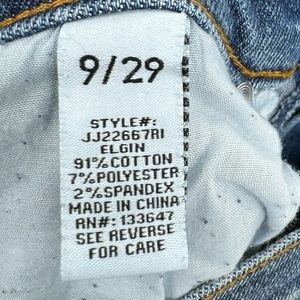 9/29
STYLE#:
JJ22667RI
ELGIN
91%COTTON
7%POLYESTER
2%SPANDEX
MADE IN CHINA
RN#: 133647
SEE REVERSE
FOR CARE